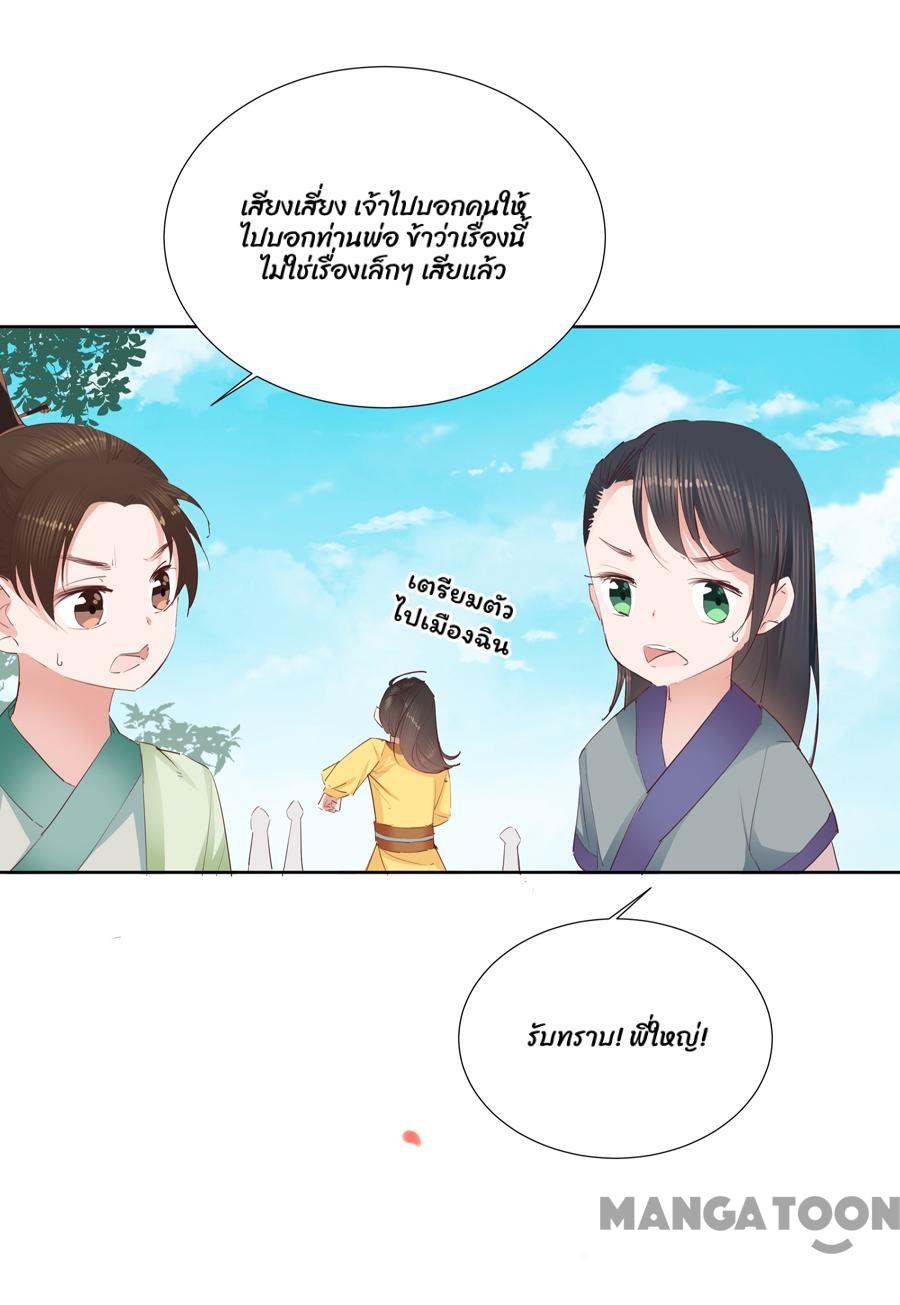 เสียงเสี่ยง เจ้าไปบอกคนให้
ไปบอกท่านพ่อ ข้าว่าเรื่องนี้
ไม่ใช่เรื่องเล็กๆ เสียแล้ว
เตรียมตัว
ไปเมืองฉิน
รับทราบ! พี่ใหญ่!
MANGATOON